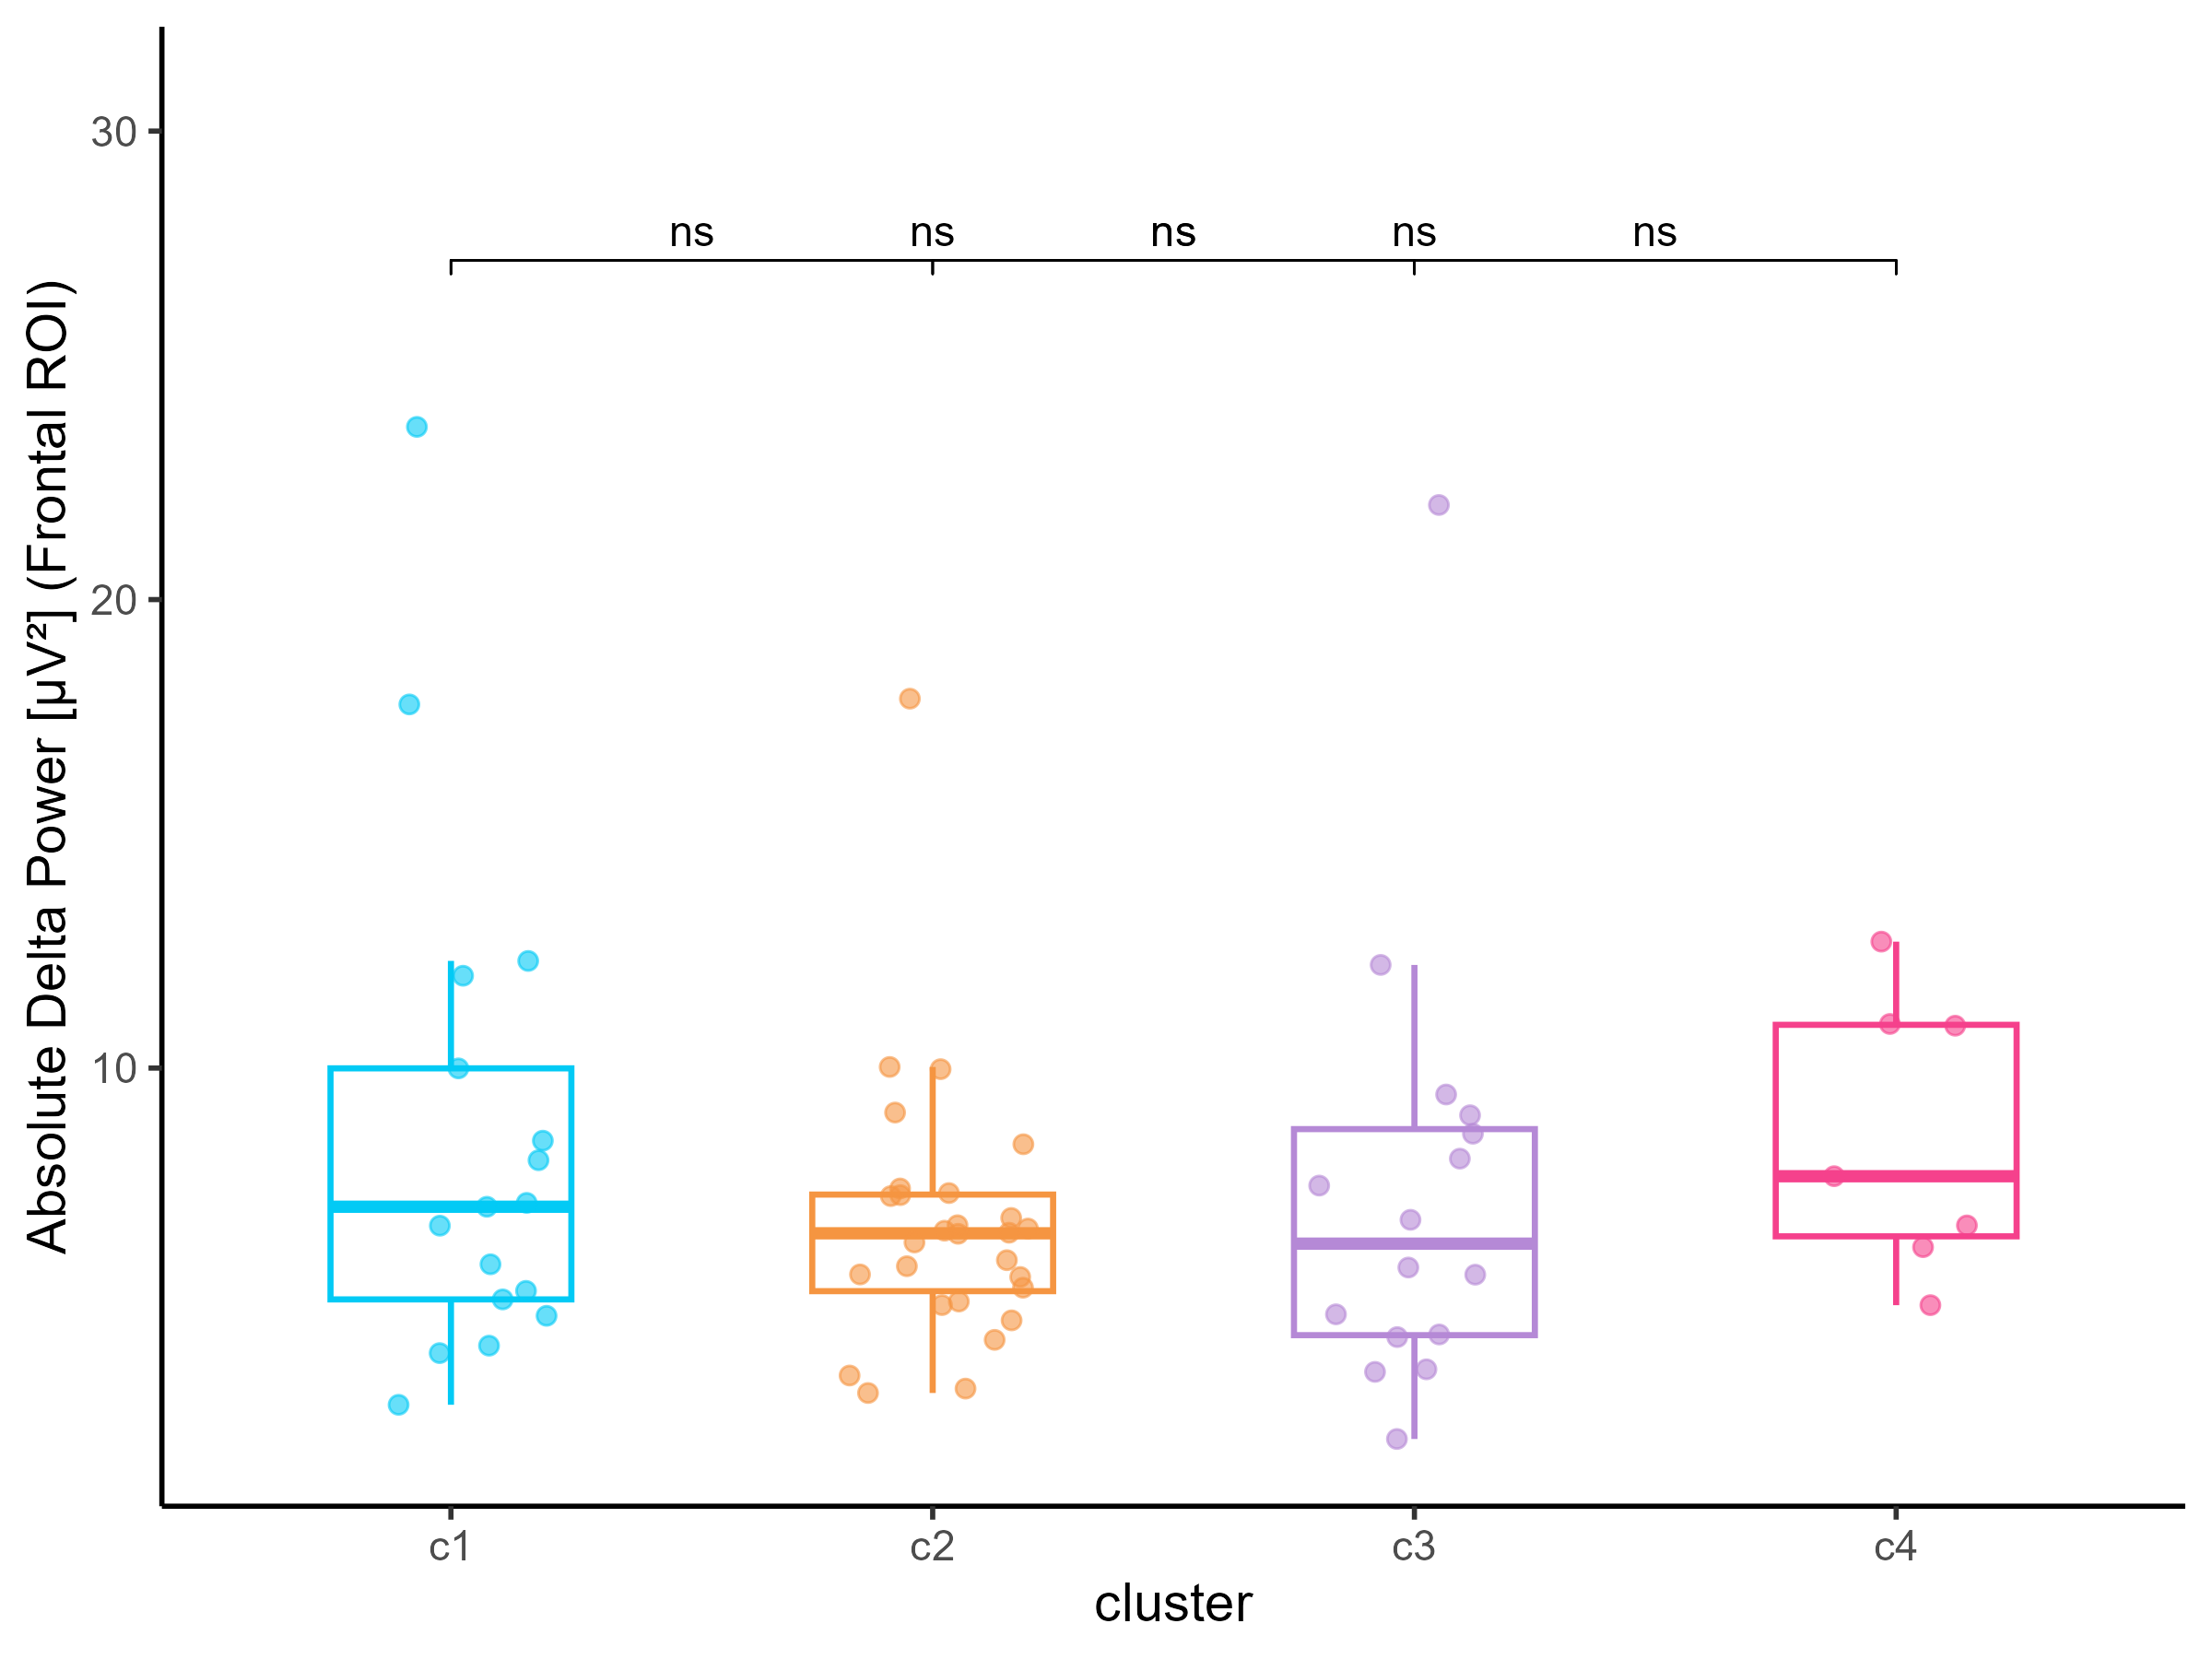 Absolute Delta Power [µV²] (Frontal ROI)
30
20
10
ns ns ns ns ns
c1 c2 c3 c4
cluster